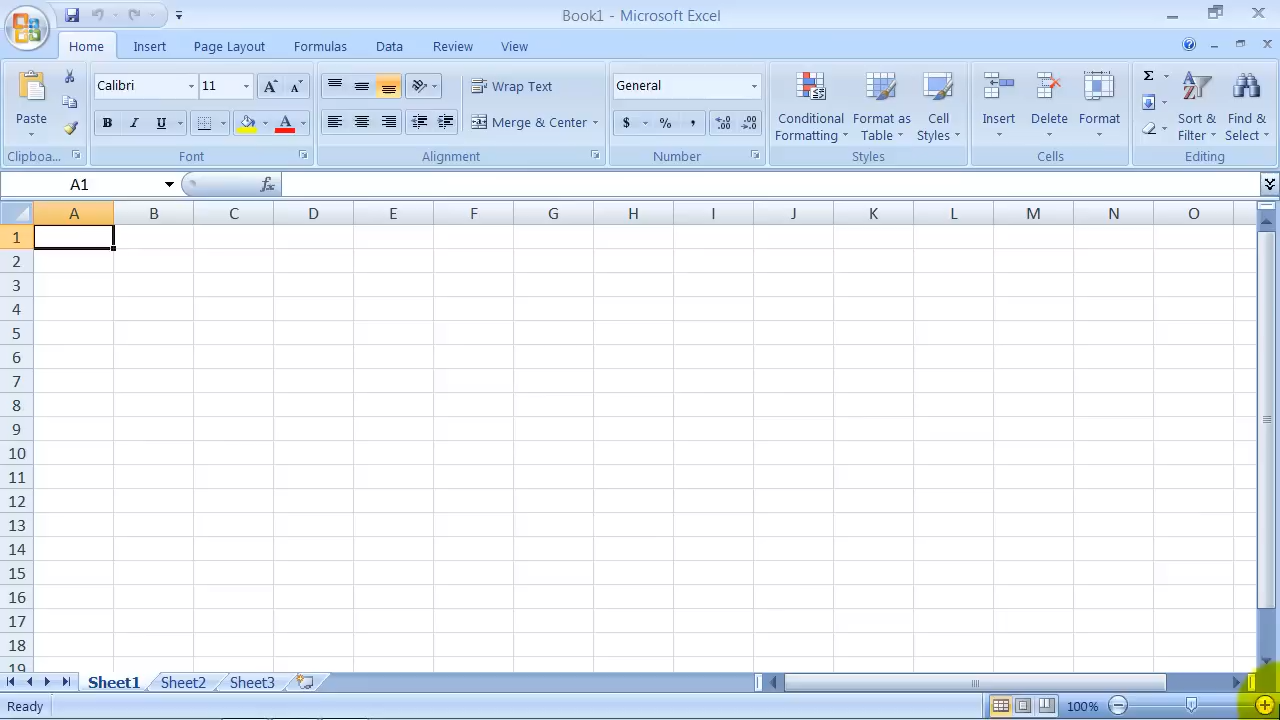 Book1 - Microsoft Excel
Home Insert Page Layout Formulas Data Review View
Calibri 11 Wrap Text General
Paste Conditional Formatting Format as Table Cell Styles Insert Delete Format Σ Sort & Filter Find & Select
B I U A Merge & Center $ % ,
Clipboa... Font Alignment Number Styles Cells Editing
A1 fx
A B C D E F G H I J K L M N O
1
2
3
4
5
6
7
8
9
10
11
12
13
14
15
16
17
18
19
Sheet1 Sheet2 Sheet3
Ready 100%